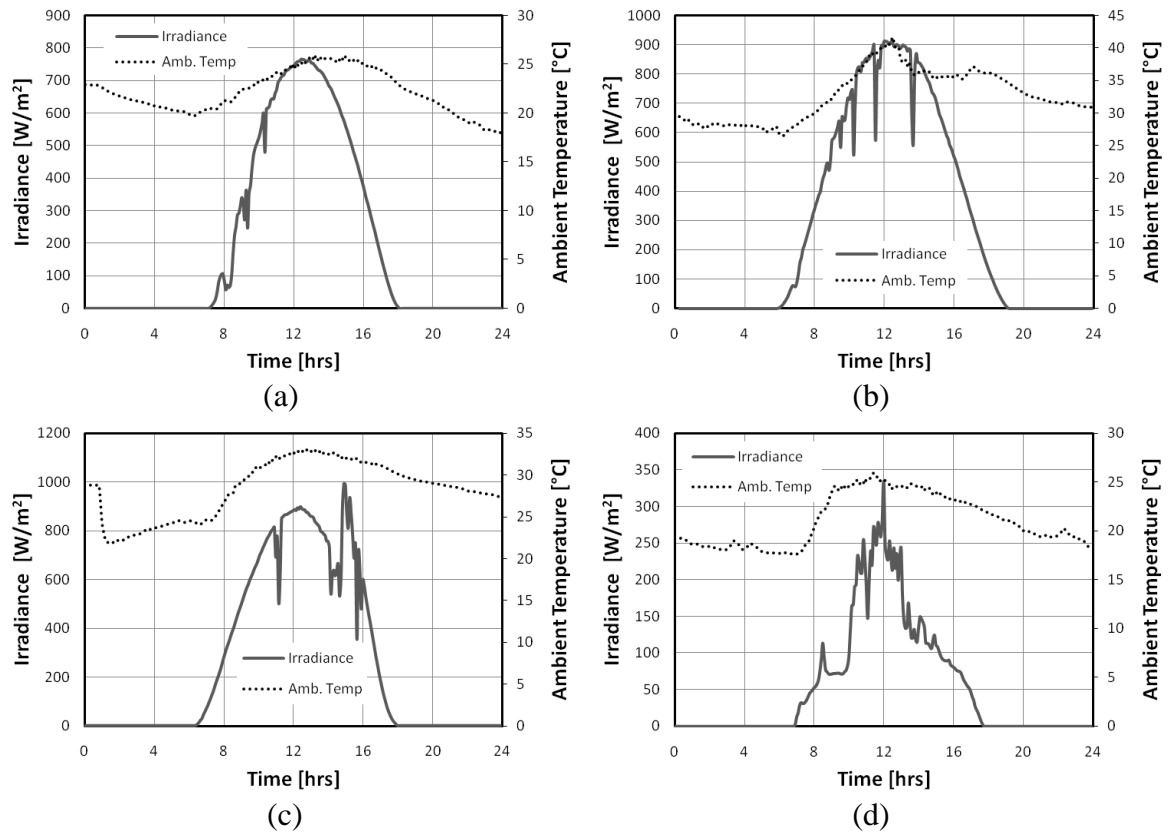 Irradiance [W/m²]
900
800
700
600
500
400
300
200
100
0
Irradiance
Amb. Temp
30
25
20
15
10
5
0
Ambient Temperature [°C]
0 4 8 12 16 20 24
Time [hrs]
(a)
Irradiance [W/m²]
1000
900
800
700
600
500
400
300
200
100
0
Irradiance
Amb. Temp
45
40
35
30
25
20
15
10
5
0
Ambient Temperature [°C]
0 4 8 12 16 20 24
Time [hrs]
(b)
Irradiance [W/m²]
1200
1000
800
600
400
200
0
Irradiance
Amb. Temp
35
30
25
20
15
10
5
0
Ambient Temperature [°C]
0 4 8 12 16 20 24
Time [hrs]
(c)
Irradiance [W/m²]
400
350
300
250
200
150
100
50
0
Irradiance
Amb. Temp
30
25
20
15
10
5
0
Ambient Temperature [°C]
0 4 8 12 16 20 24
Time [hrs]
(d)